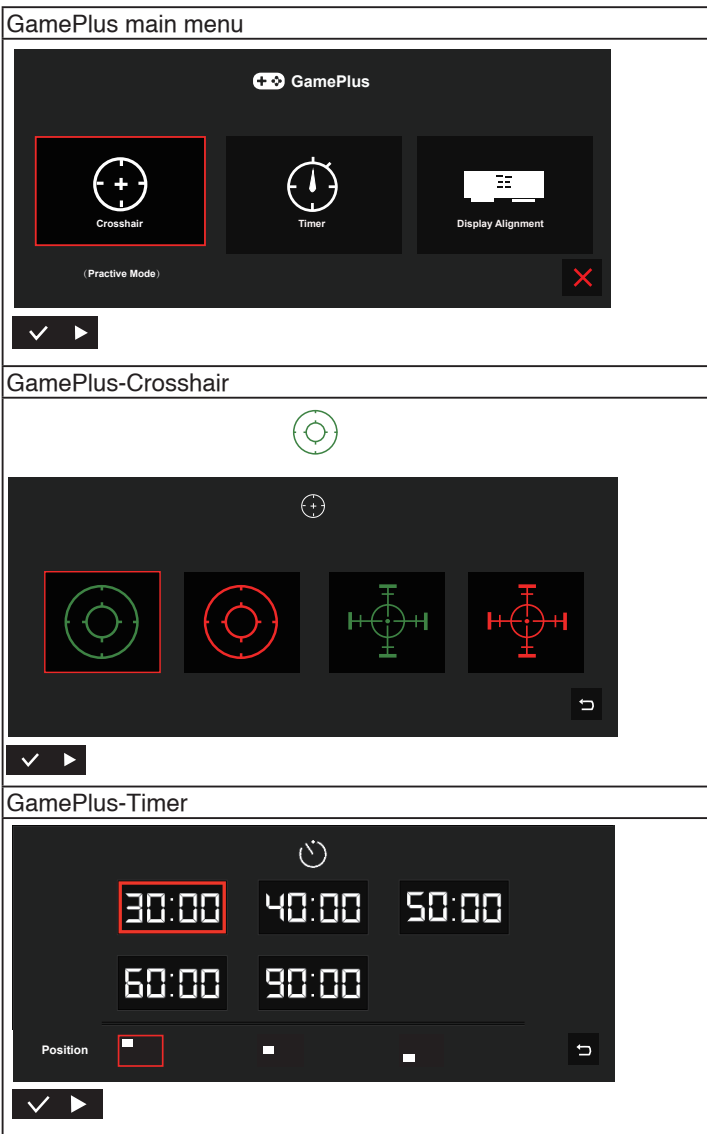 GamePlus main menu
GamePlus
Crosshair
Timer
Display Alignment
(Practive Mode)
GamePlus-Crosshair
GamePlus-Timer
30:00 40:00 50:00
60:00 90:00
Position